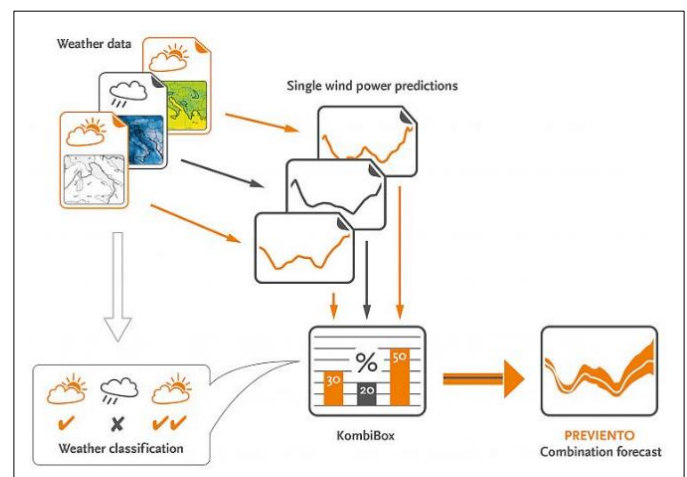 Weather data
Single wind power predictions
%
30
20
50
Weather classification
KombiBox
PREVIENTO
Combination forecast